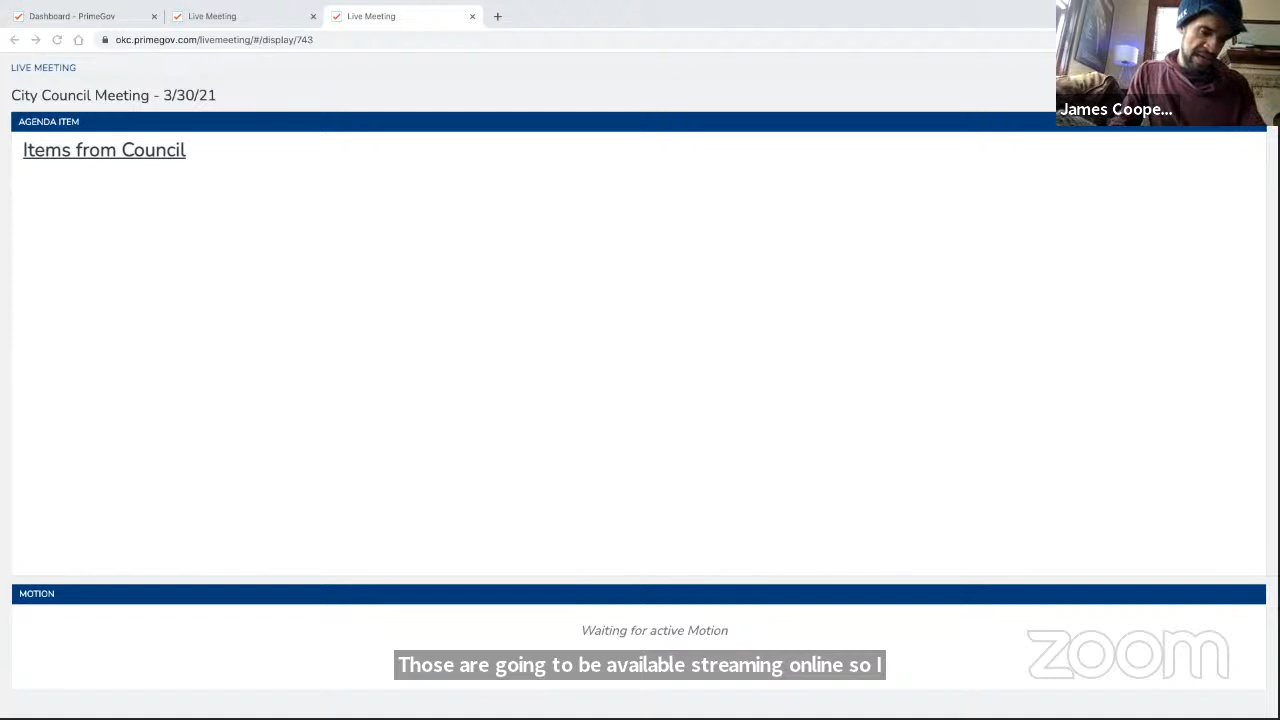 Dashboard - PrimeGov
Live Meeting
Live Meeting
okc.primegov.com/livemeeting/#/display/743
James Coope...
LIVE MEETING
City Council Meeting - 3/30/21
AGENDA ITEM
Items from Council
MOTION
Waiting for active Motion
Those are going to be available streaming online so I
zoom